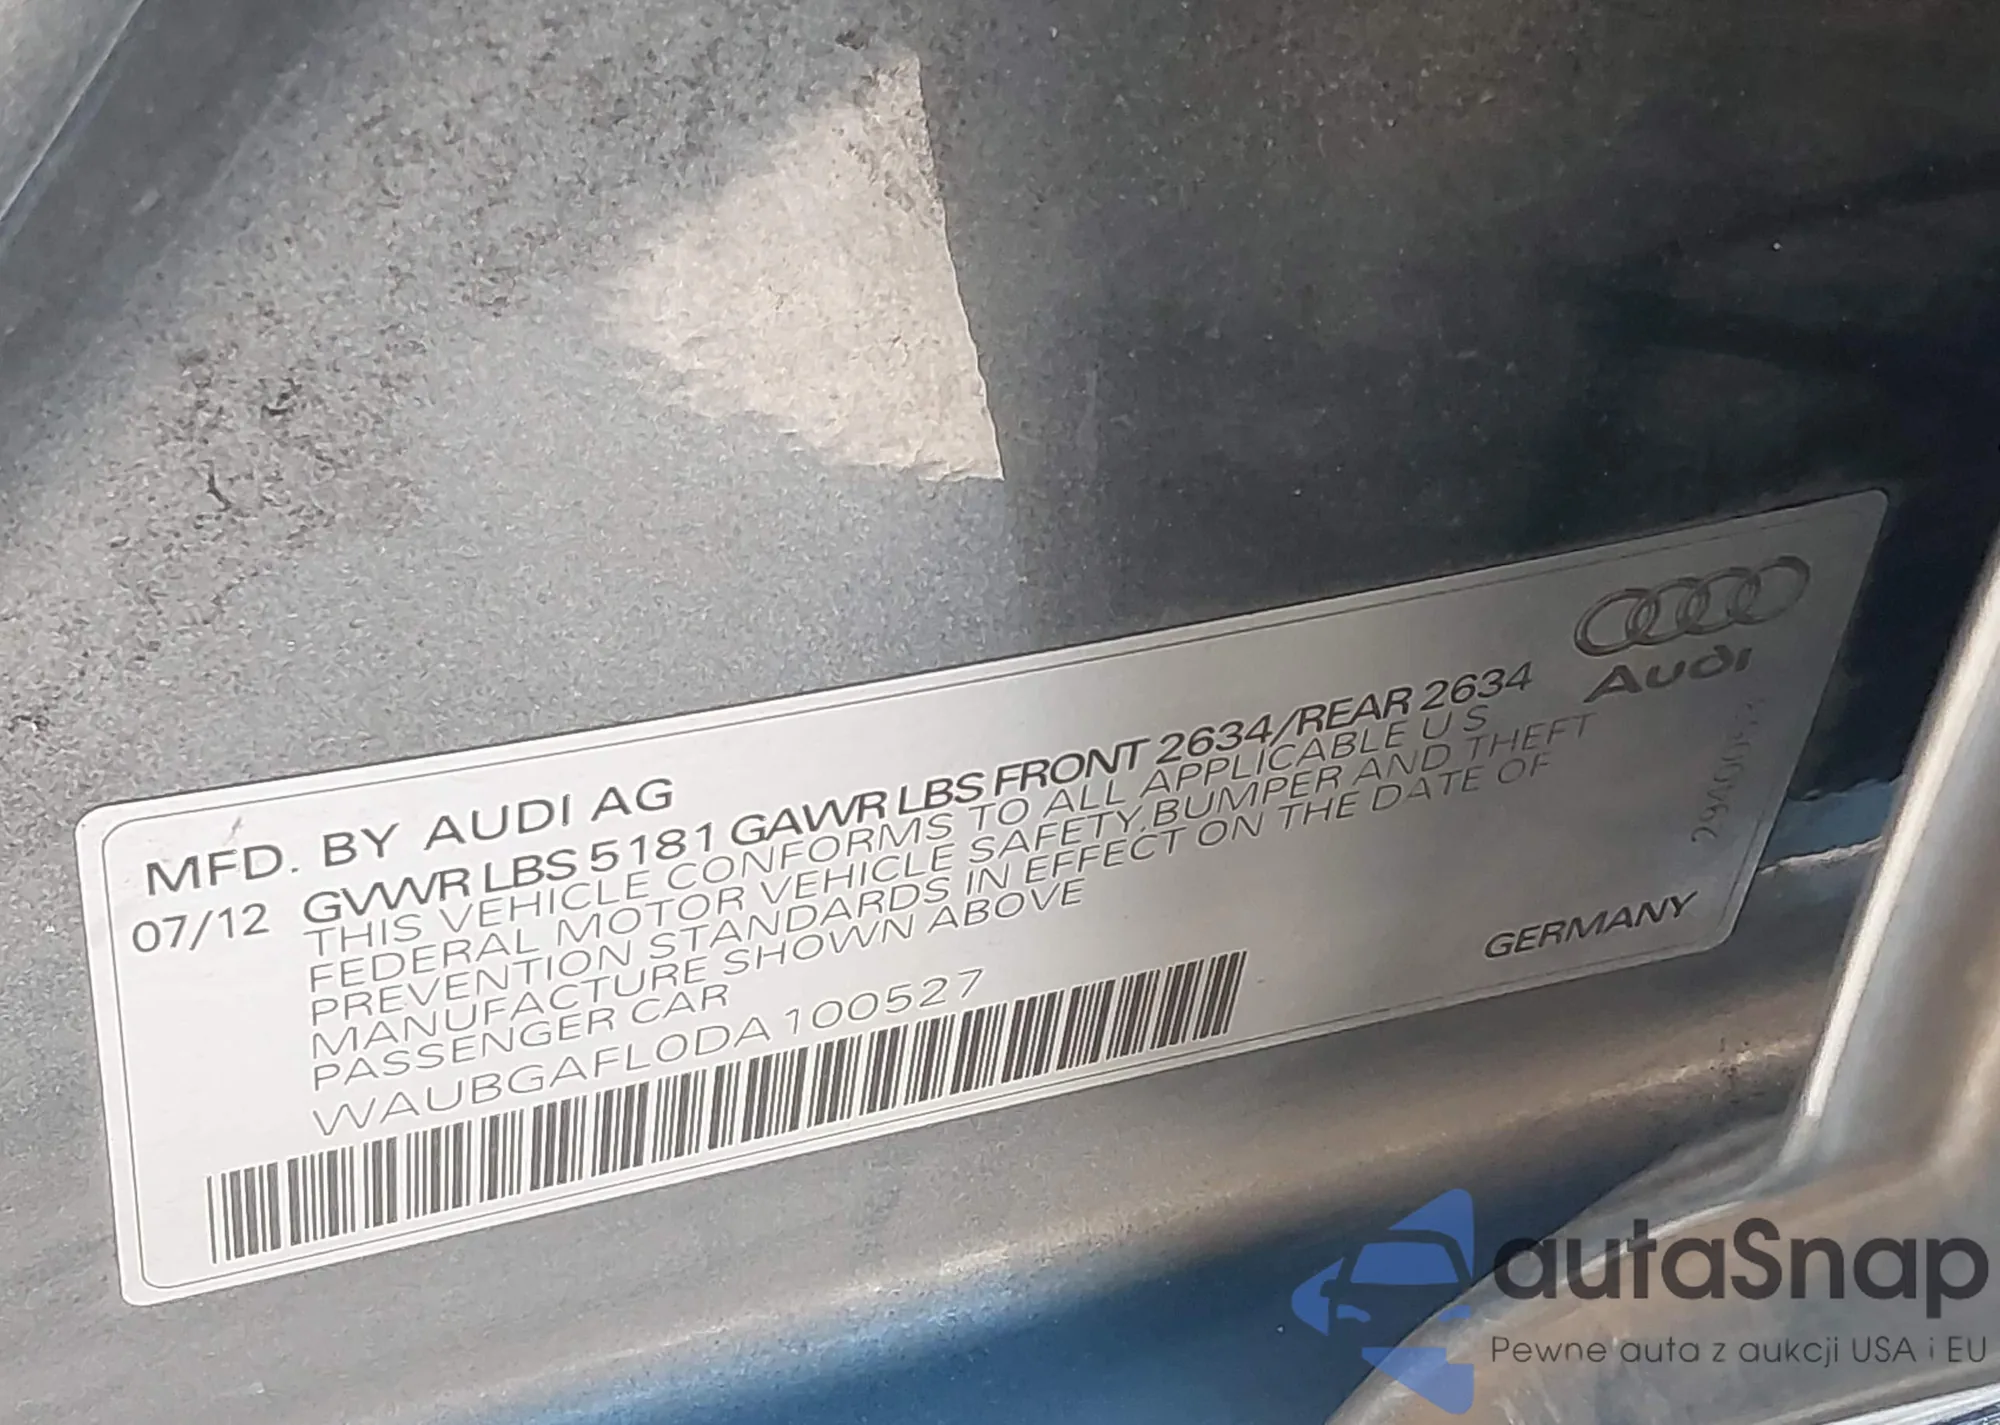 Audi
MFD. BY AUDI AG
07/12 GVWR LBS 5181 GAWR LBS FRONT 2634/REAR 2634
THIS VEHICLE CONFORMS TO ALL APPLICABLE U S
FEDERAL MOTOR VEHICLE SAFETY,BUMPER AND THEFT
PREVENTION STANDARDS IN EFFECT ON THE DATE OF
MANUFACTURE SHOWN ABOVE
PASSENGER CAR
WAUBGAFL0DA100527
GERMANY
autaSnap
Pewne auta z aukcji USA i EU